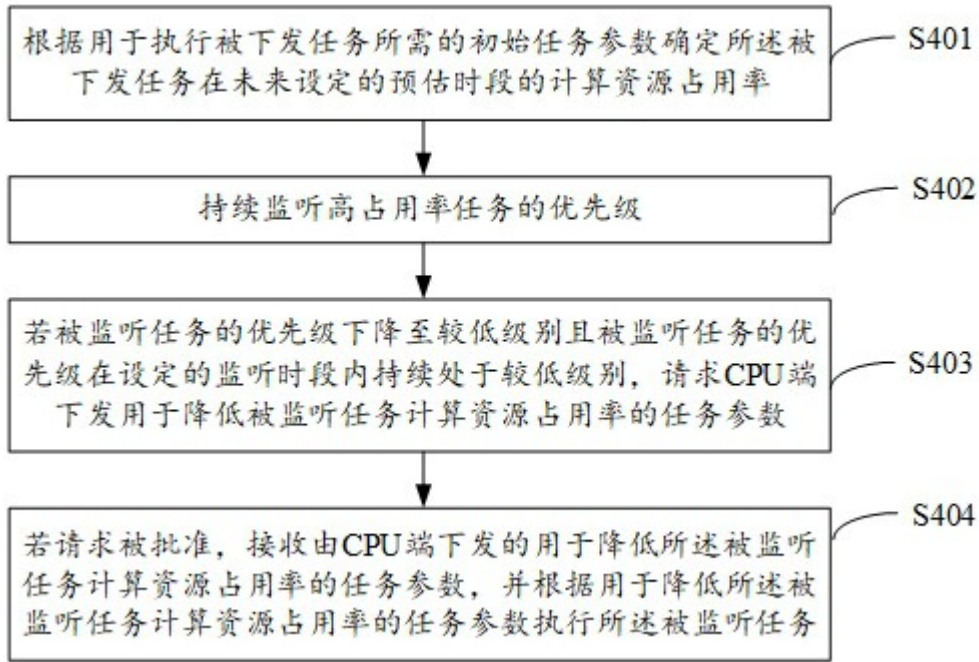 根据用于执行被下发任务所需的初始任务参数确定所述被
下发任务在未来设定的预估时段的计算资源占用率
S401
持续监听高占用率任务的优先级
S402
若被监听任务的优先级下降至较低级别且被监听任务的优
先级在设定的监听时段内持续处于较低级别，请求CPU端
下发用于降低被监听任务计算资源占用率的任务参数
S403
若请求被批准，接收由CPU端下发的用于降低所述被监听
任务计算资源占用率的任务参数，并根据用于降低所述被
监听任务计算资源占用率的任务参数执行所述被监听任务
S404